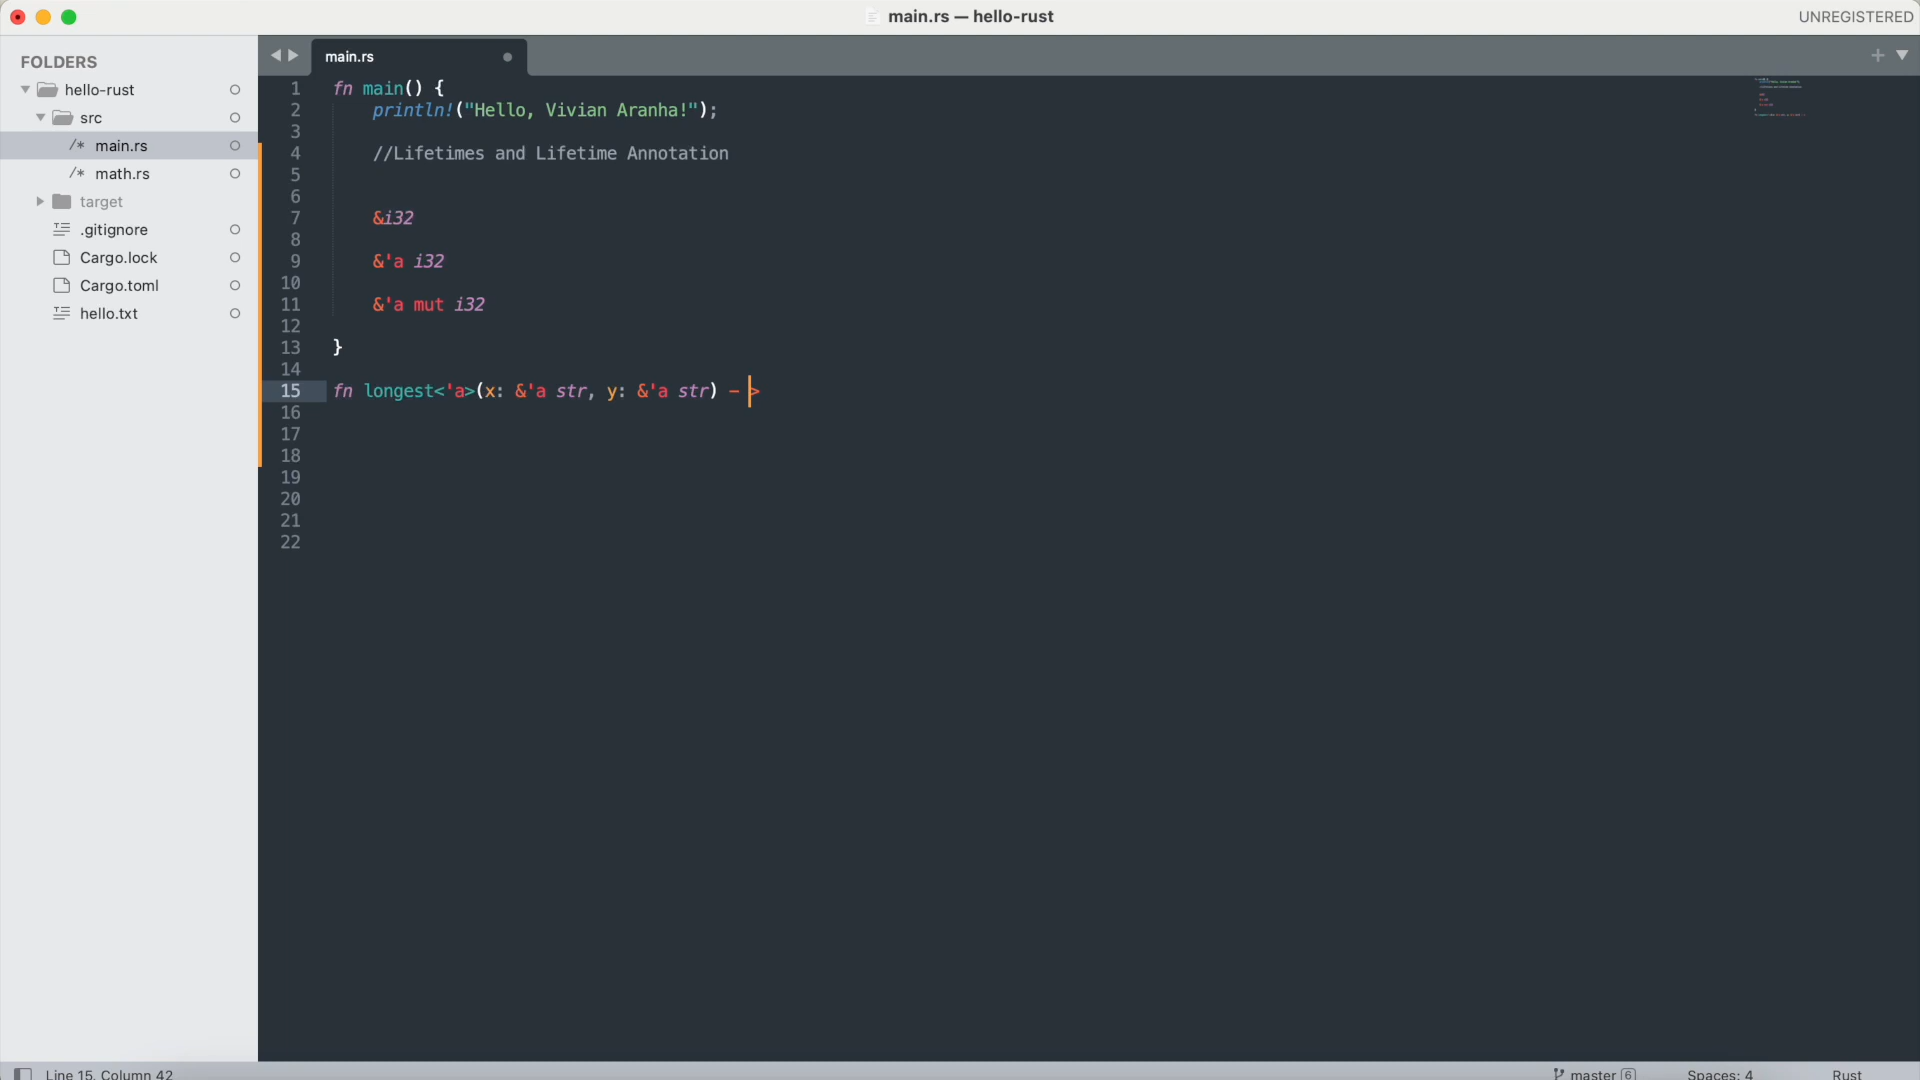 main.rs — hello-rust
UNREGISTERED
FOLDERS
hello-rust
src
/* main.rs
/* math.rs
target
.gitignore
Cargo.lock
Cargo.toml
hello.txt
main.rs
1 fn main() {
2 println!("Hello, Vivian Aranha!");
3
4 //Lifetimes and Lifetime Annotation
5
6
7 &i32
8
9 &'a i32
10
11 &'a mut i32
12
13 }
14
15 fn longest<'a>(x: &'a str, y: &'a str) - >
16
17
18
19
20
21
22
Line 15, Column 42
master 6
Spaces: 4
Rust